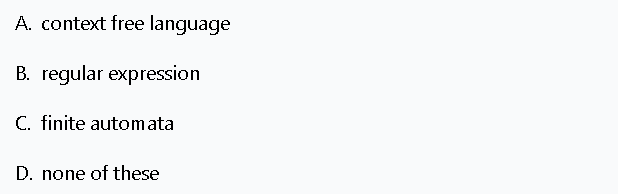 A. context free language
B. regular expression
C. finite automata
D. none of these